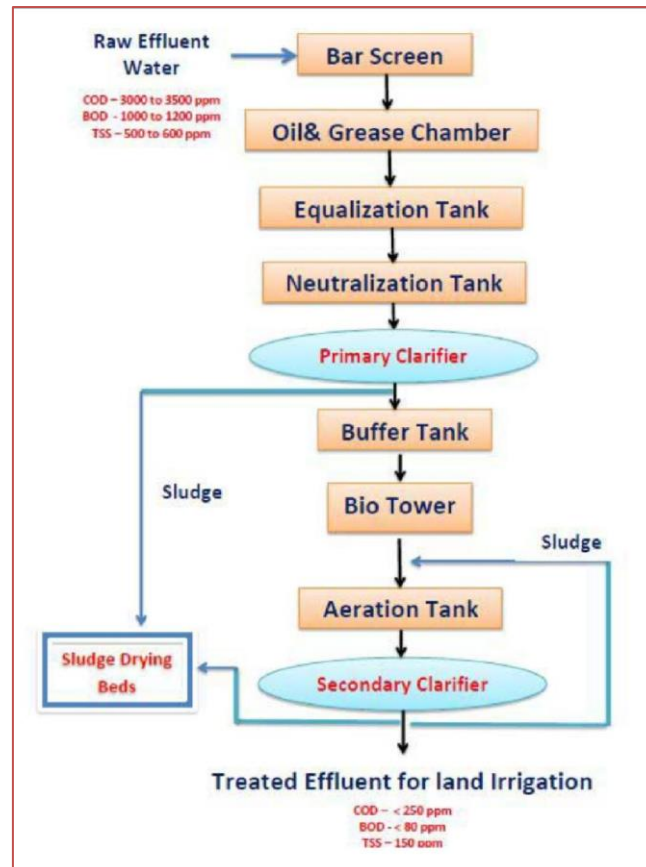 Raw Effluent
Water
Bar Screen
COD – 3000 to 3500 ppm
BOD - 1000 to 1200 ppm
TSS – 500 to 600 ppm
Oil& Grease Chamber
Equalization Tank
Neutralization Tank
Primary Clarifier
Buffer Tank
Sludge
Bio Tower
Sludge
Aeration Tank
Sludge Drying
Beds
Secondary Clarifier
Treated Effluent for land Irrigation
COD – < 250 ppm
BOD - < 80 ppm
TSS – 150 ppm